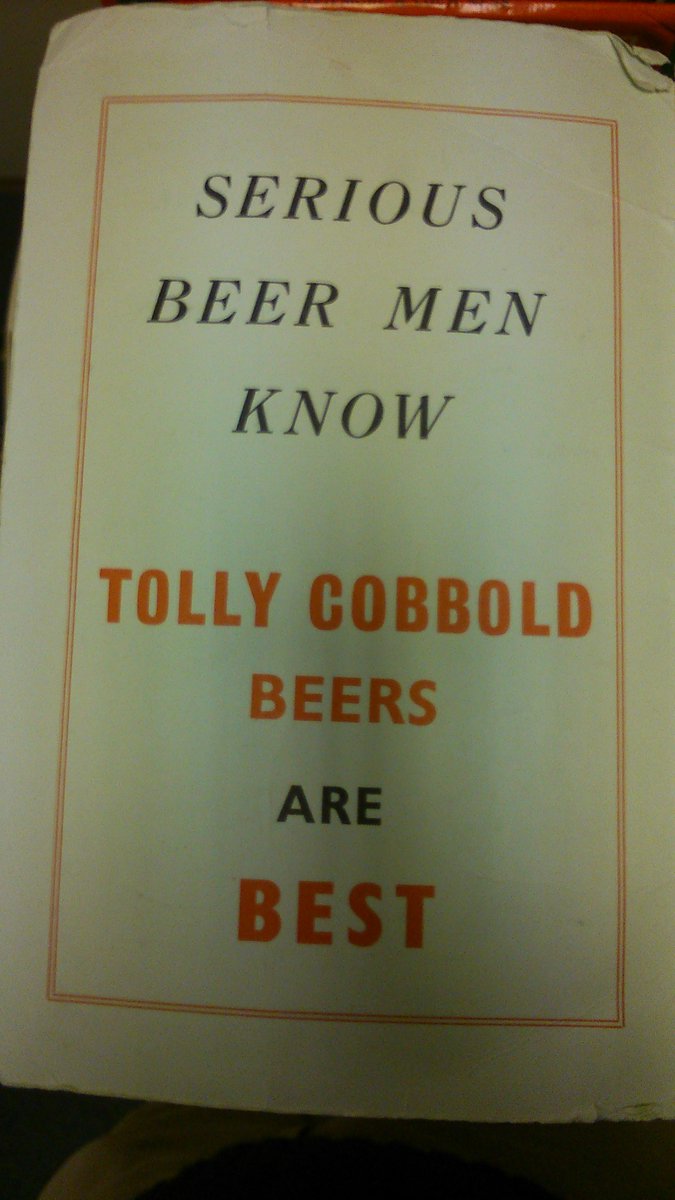 SERIOUS
BEER MEN
KNOW
TOLLY COBBOLD
BEERS
ARE
BEST